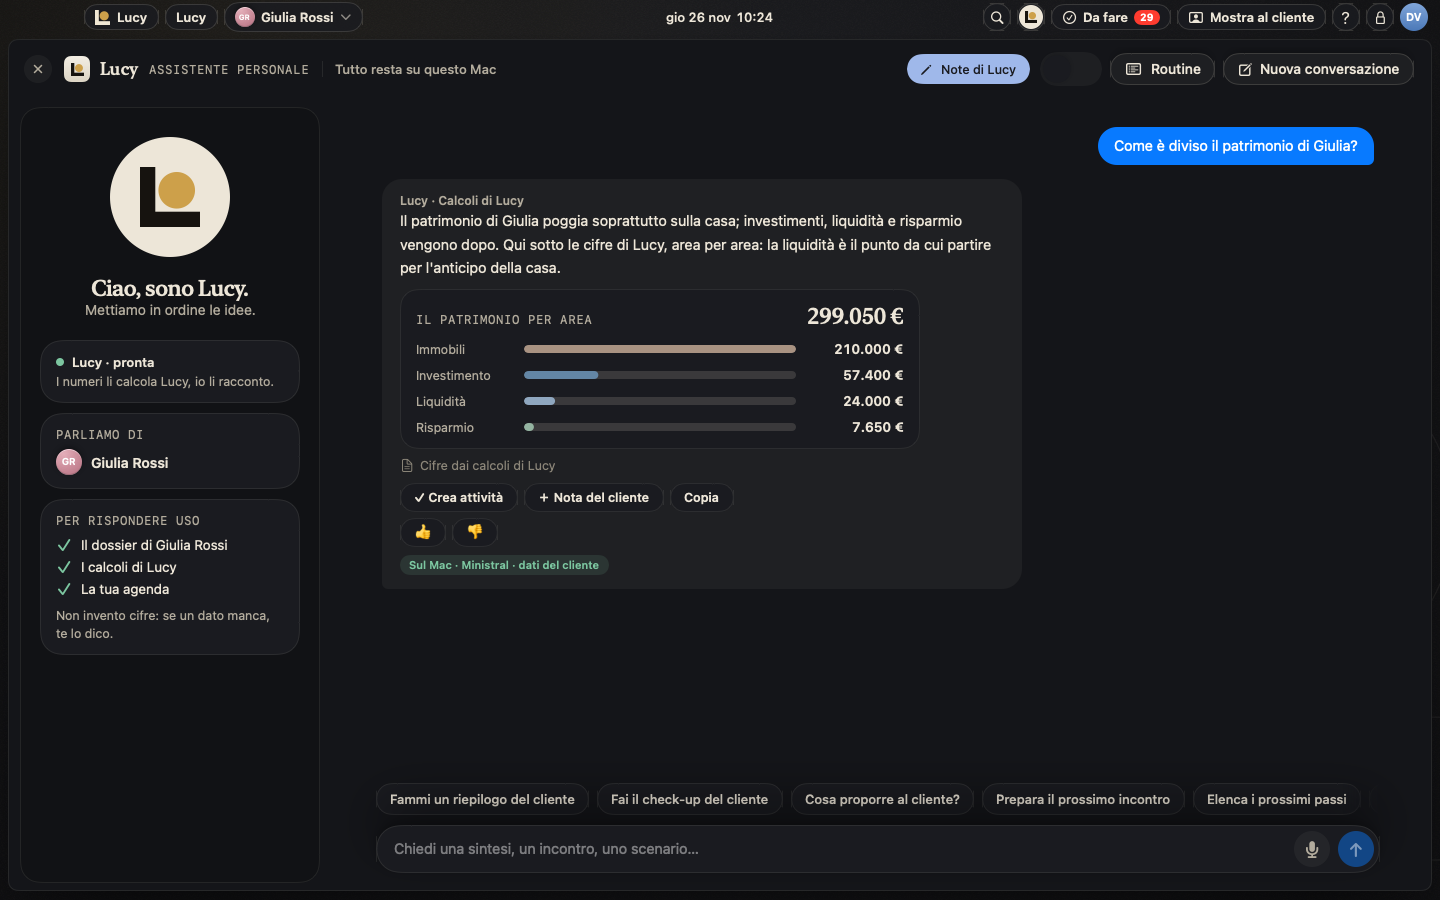 Lucy
Lucy
GR Giulia Rossi
gio 26 nov 10:24
Da fare 29
Mostra al cliente
?
DV
Lucy ASSISTENTE PERSONALE Tutto resta su questo Mac
Note di Lucy
Routine
Nuova conversazione
Ciao, sono Lucy.
Mettiamo in ordine le idee.
Lucy · pronta
I numeri li calcola Lucy, io li racconto.
PARLIAMO DI
GR Giulia Rossi
PER RISPONDERE USO
Il dossier di Giulia Rossi
I calcoli di Lucy
La tua agenda
Non invento cifre: se un dato manca,
te lo dico.
Come è diviso il patrimonio di Giulia?
Lucy · Calcoli di Lucy
Il patrimonio di Giulia poggia soprattutto sulla casa; investimenti, liquidità e risparmio
vengono dopo. Qui sotto le cifre di Lucy, area per area: la liquidità è il punto da cui partire
per l'anticipo della casa.
IL PATRIMONIO PER AREA 299.050 €
Immobili 210.000 €
Investimento 57.400 €
Liquidità 24.000 €
Risparmio 7.650 €
Cifre dai calcoli di Lucy
✓ Crea attività
+ Nota del cliente
Copia
Sul Mac · Ministral · dati del cliente
Fammi un riepilogo del cliente
Fai il check-up del cliente
Cosa proporre al cliente?
Prepara il prossimo incontro
Elenca i prossimi passi
Chiedi una sintesi, un incontro, uno scenario...